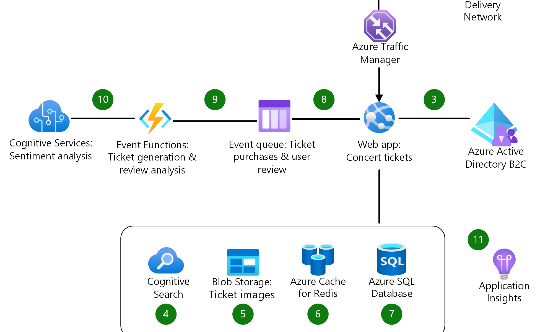 Delivery
Network
Azure Traffic
Manager
10
9
8
3
Cognitive Services:
Sentiment analysis
Event Functions:
Ticket generation &
review analysis
Event queue: Ticket
purchases & user
review
Web app:
Concert tickets
Azure Active
Directory B2C
11
SQL
Cognitive
Search
Blob Storage:
Ticket images
Azure Cache
for Redis
Azure SQL
Database
Application
Insights
4
5
6
7